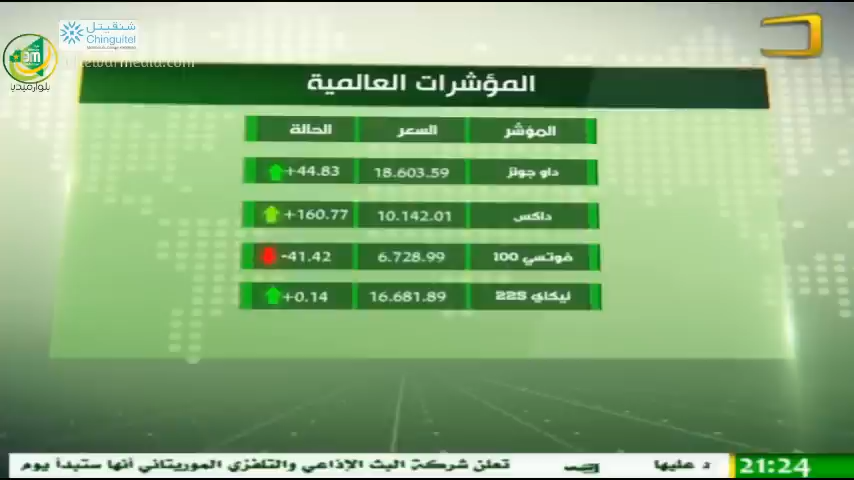 شنقيتل
Chinguitel
بلوارميديا
المؤشرات العالمية
المؤشر السعر الحالة
داو جونز 18.603.59 +44.83
داكس 10.142.01 +160.77
فوتسي 100 6.728.99 -41.42
نيكاي 225 16.681.89 +0.14
21:24 د عليها تعلن شركة البث الإذاعي والتلفزي الموريتاني أنها ستبدأ يوم